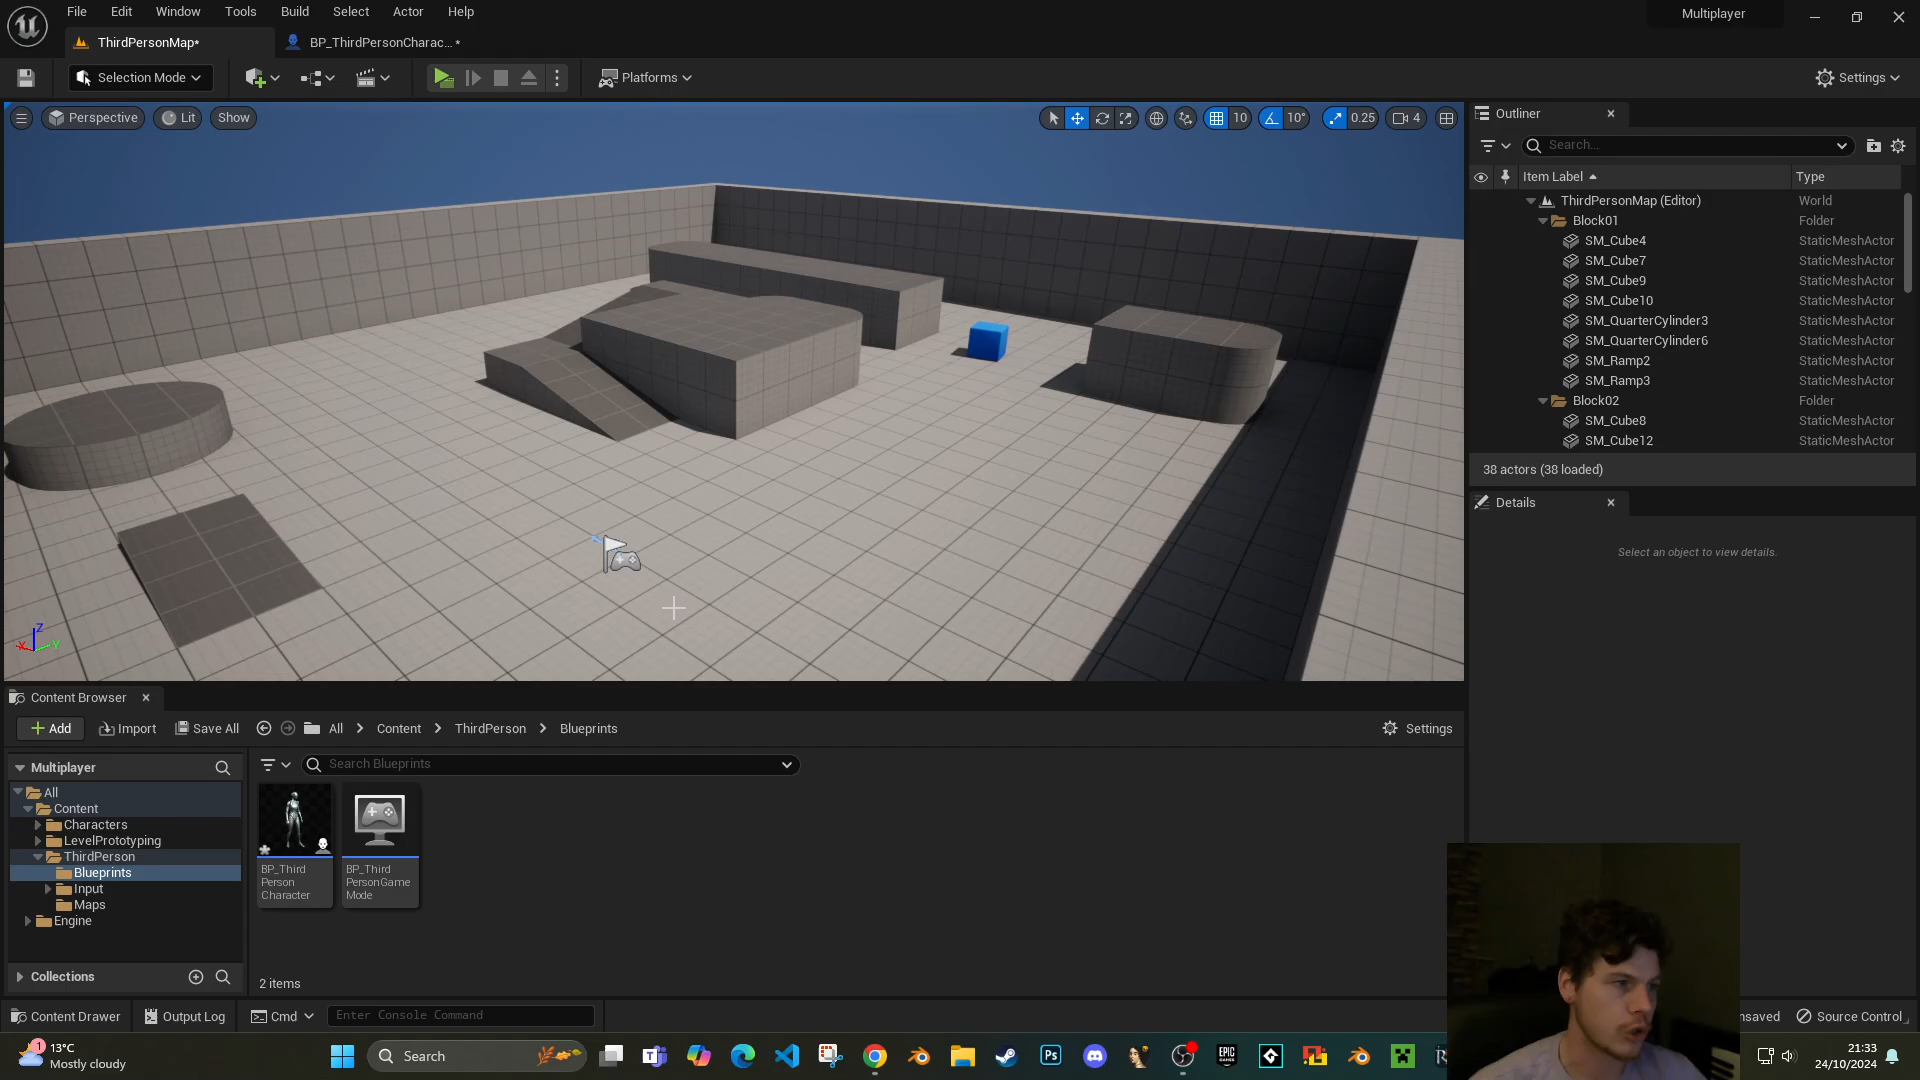 File Edit Window Tools Build Select Actor Help
Multiplayer
ThirdPersonMap*
BP_ThirdPersonCharac... *
Selection Mode
Platforms
Settings
Perspective
Lit
Show
10
10°
0.25
4
Outliner
Search...
Item Label
Type
ThirdPersonMap (Editor) World
Block01 Folder
SM_Cube4 StaticMeshActor
SM_Cube7 StaticMeshActor
SM_Cube9 StaticMeshActor
SM_Cube10 StaticMeshActor
SM_QuarterCylinder3 StaticMeshActor
SM_QuarterCylinder6 StaticMeshActor
SM_Ramp2 StaticMeshActor
SM_Ramp3 StaticMeshActor
Block02 Folder
SM_Cube8 StaticMeshActor
SM_Cube12 StaticMeshActor
38 actors (38 loaded)
Details
Select an object to view details.
Z
X
Y
Content Browser
Add
Import
Save All
All > Content > ThirdPerson > Blueprints
Settings
Multiplayer
Search Blueprints
All
Content
Characters
LevelPrototyping
ThirdPerson
Blueprints
Input
Maps
Engine
Collections
BP_Third
Person
Character
BP_Third
PersonGame
Mode
2 items
Content Drawer
Output Log
Cmd
Enter Console Command
nsaved
Source Control
1
13°C
Mostly cloudy
Search
Ps
EPIC
GAMES
21:33
24/10/2024